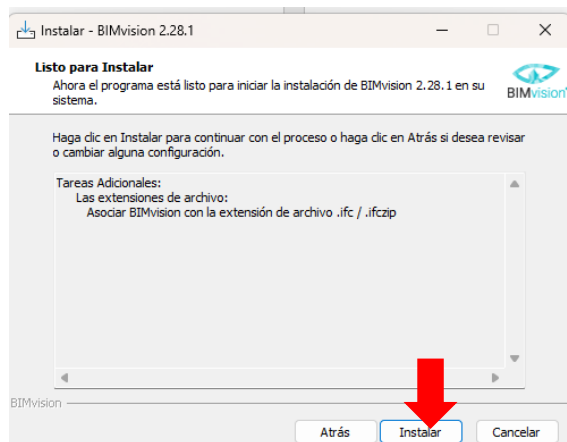 Instalar - BIMvision 2.28.1
Listo para Instalar
Ahora el programa está listo para iniciar la instalación de BIMvision 2.28.1 en su
sistema.
BIMvision
Haga clic en Instalar para continuar con el proceso o haga clic en Atrás si desea revisar
o cambiar alguna configuración.
Tareas Adicionales:
Las extensiones de archivo:
Asociar BIMvision con la extensión de archivo .ifc / .ifczip
BIMvision
Atrás Instalar Cancelar